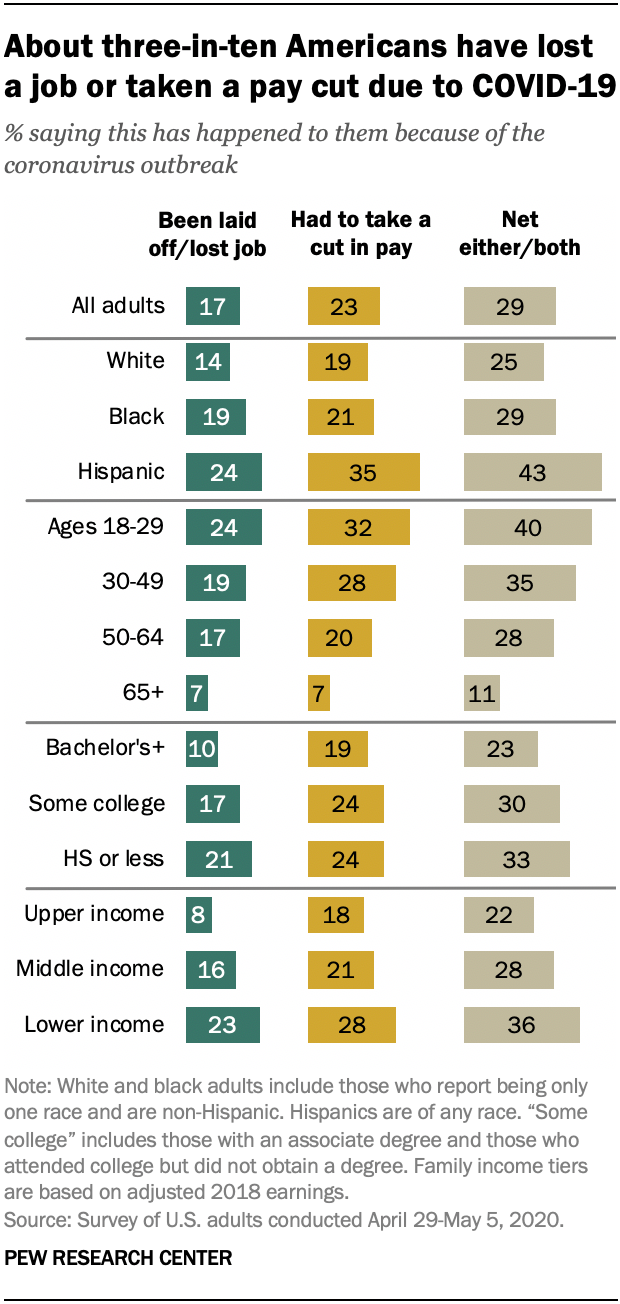 About three-in-ten Americans have lost
a job or taken a pay cut due to COVID-19
% saying this has happened to them because of the
coronavirus outbreak
Been laid off/lost job Had to take a cut in pay Net either/both
All adults 17 23 29
White 14 19 25
Black 19 21 29
Hispanic 24 35 43
Ages 18-29 24 32 40
30-49 19 28 35
50-64 17 20 28
65+ 7 7 11
Bachelor's+ 10 19 23
Some college 17 24 30
HS or less 21 24 33
Upper income 8 18 22
Middle income 16 21 28
Lower income 23 28 36
Note: White and black adults include those who report being only
one race and are non-Hispanic. Hispanics are of any race. “Some
college” includes those with an associate degree and those who
attended college but did not obtain a degree. Family income tiers
are based on adjusted 2018 earnings.
Source: Survey of U.S. adults conducted April 29-May 5, 2020.
PEW RESEARCH CENTER